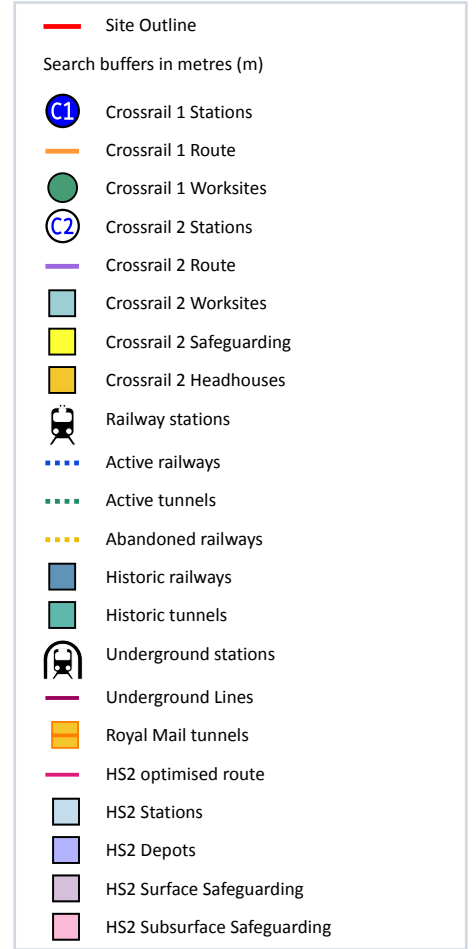 Site Outline
Search buffers in metres (m)
C1 Crossrail 1 Stations
Crossrail 1 Route
Crossrail 1 Worksites
C2 Crossrail 2 Stations
Crossrail 2 Route
Crossrail 2 Worksites
Crossrail 2 Safeguarding
Crossrail 2 Headhouses
Railway stations
Active railways
Active tunnels
Abandoned railways
Historic railways
Historic tunnels
Underground stations
Underground Lines
Royal Mail tunnels
HS2 optimised route
HS2 Stations
HS2 Depots
HS2 Surface Safeguarding
HS2 Subsurface Safeguarding